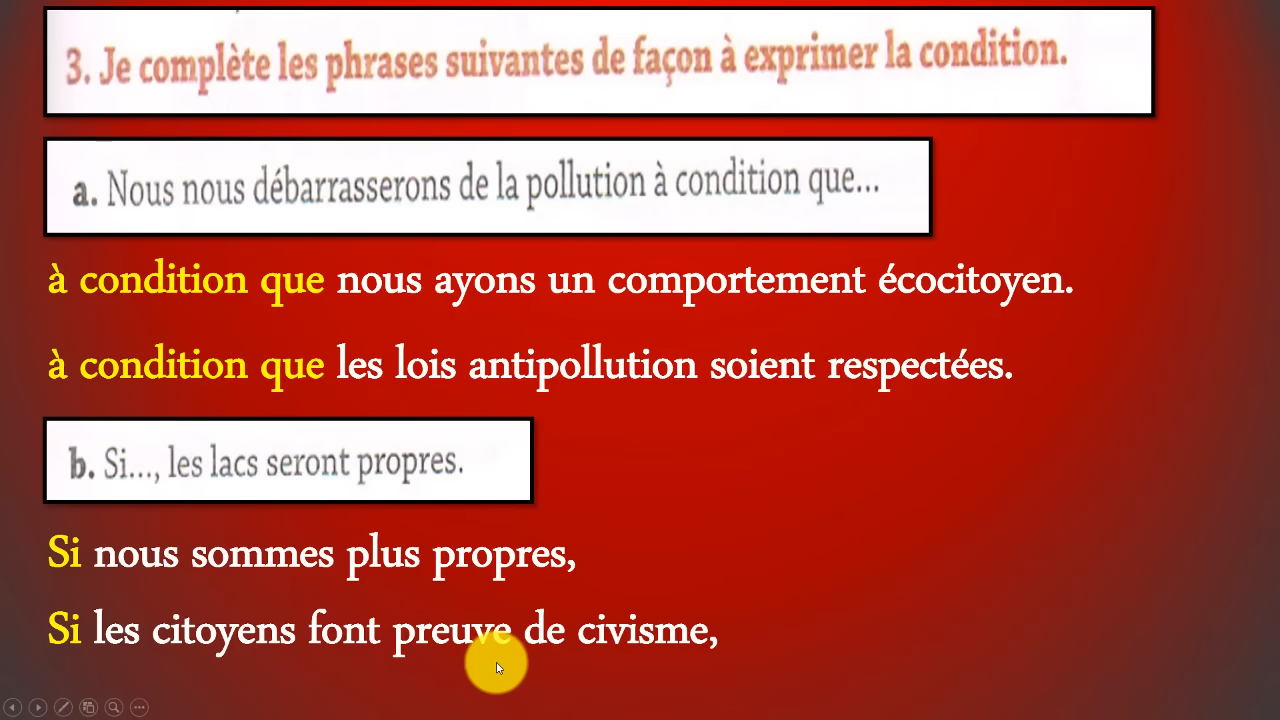 3. Je complète les phrases suivantes de façon à exprimer la condition.
a. Nous nous débarrasserons de la pollution à condition que...
à condition que nous ayons un comportement écocitoyen.
à condition que les lois antipollution soient respectées.
b. Si..., les lacs seront propres.
Si nous sommes plus propres,
Si les citoyens font preuve de civisme,